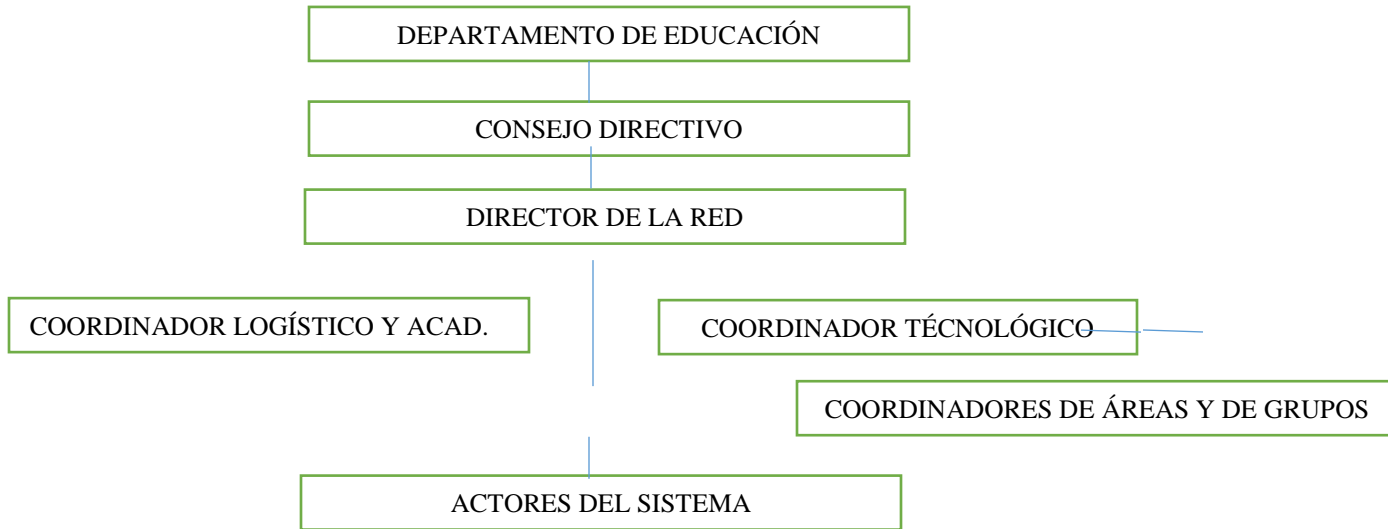 DEPARTAMENTO DE EDUCACIÓN
CONSEJO DIRECTIVO
DIRECTOR DE LA RED
COORDINADOR LOGÍSTICO Y ACAD.
COORDINADOR TÉCNOLÓGICO
COORDINADORES DE ÁREAS Y DE GRUPOS
ACTORES DEL SISTEMA